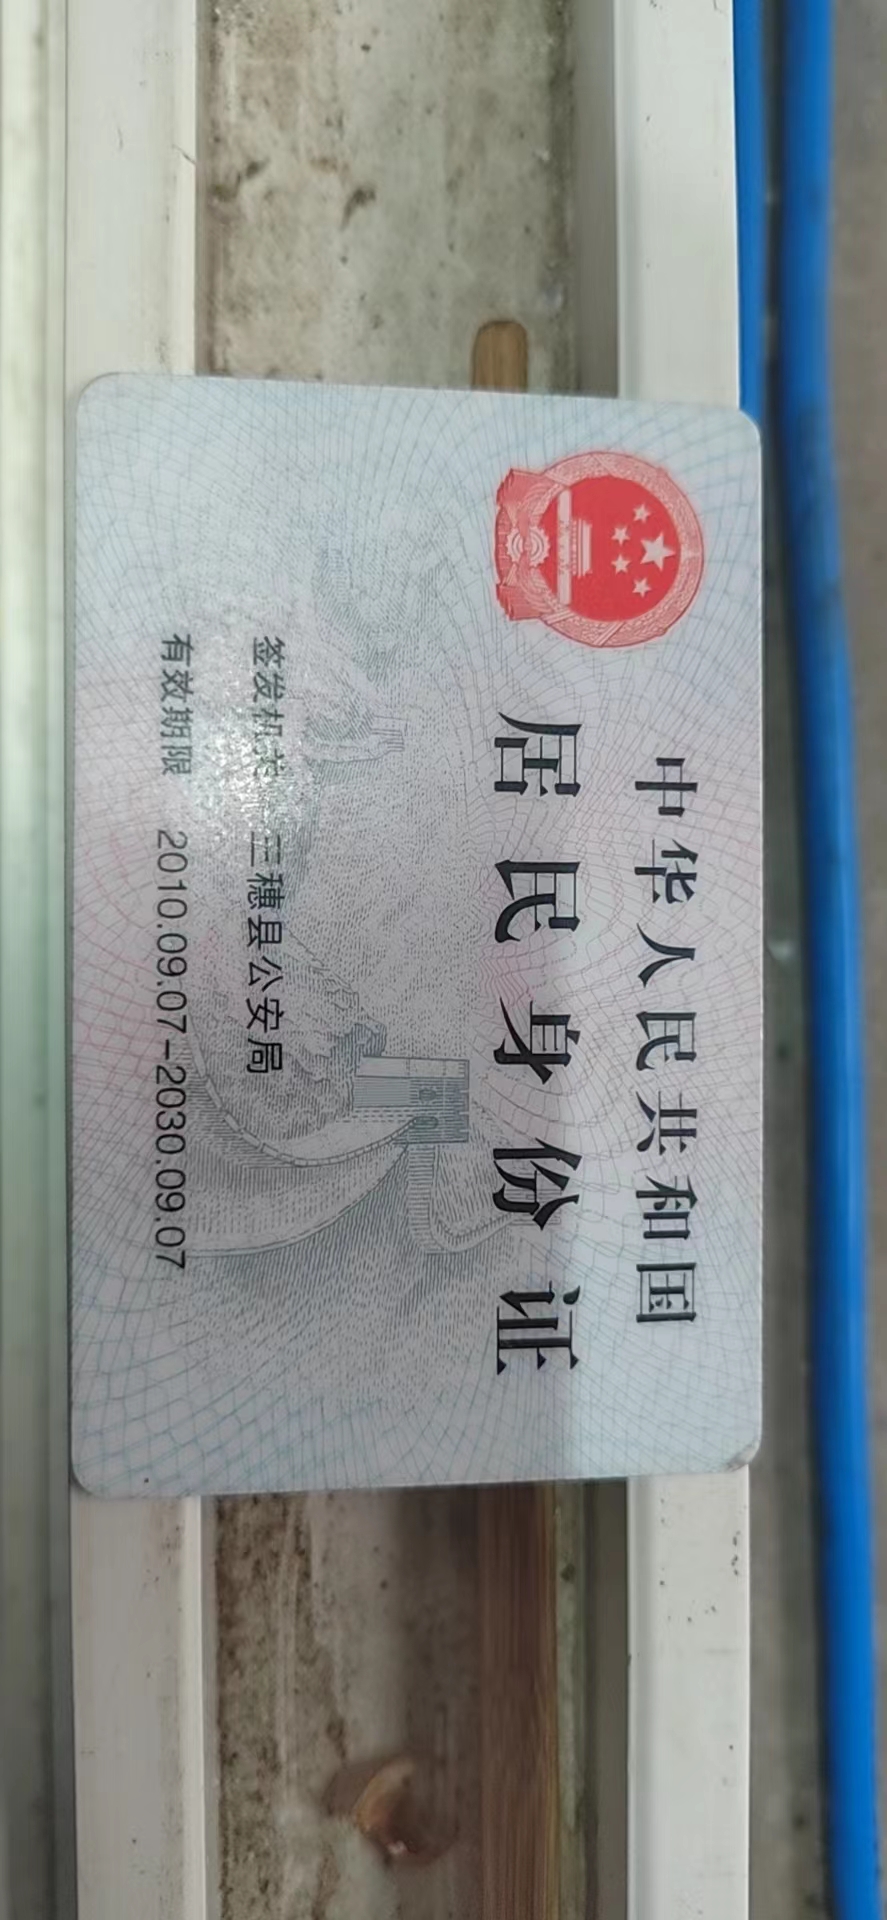 中华人民共和国
居民身份证
签发机关 三穗县公安局
有效期限 2010.09.07-2030.09.07